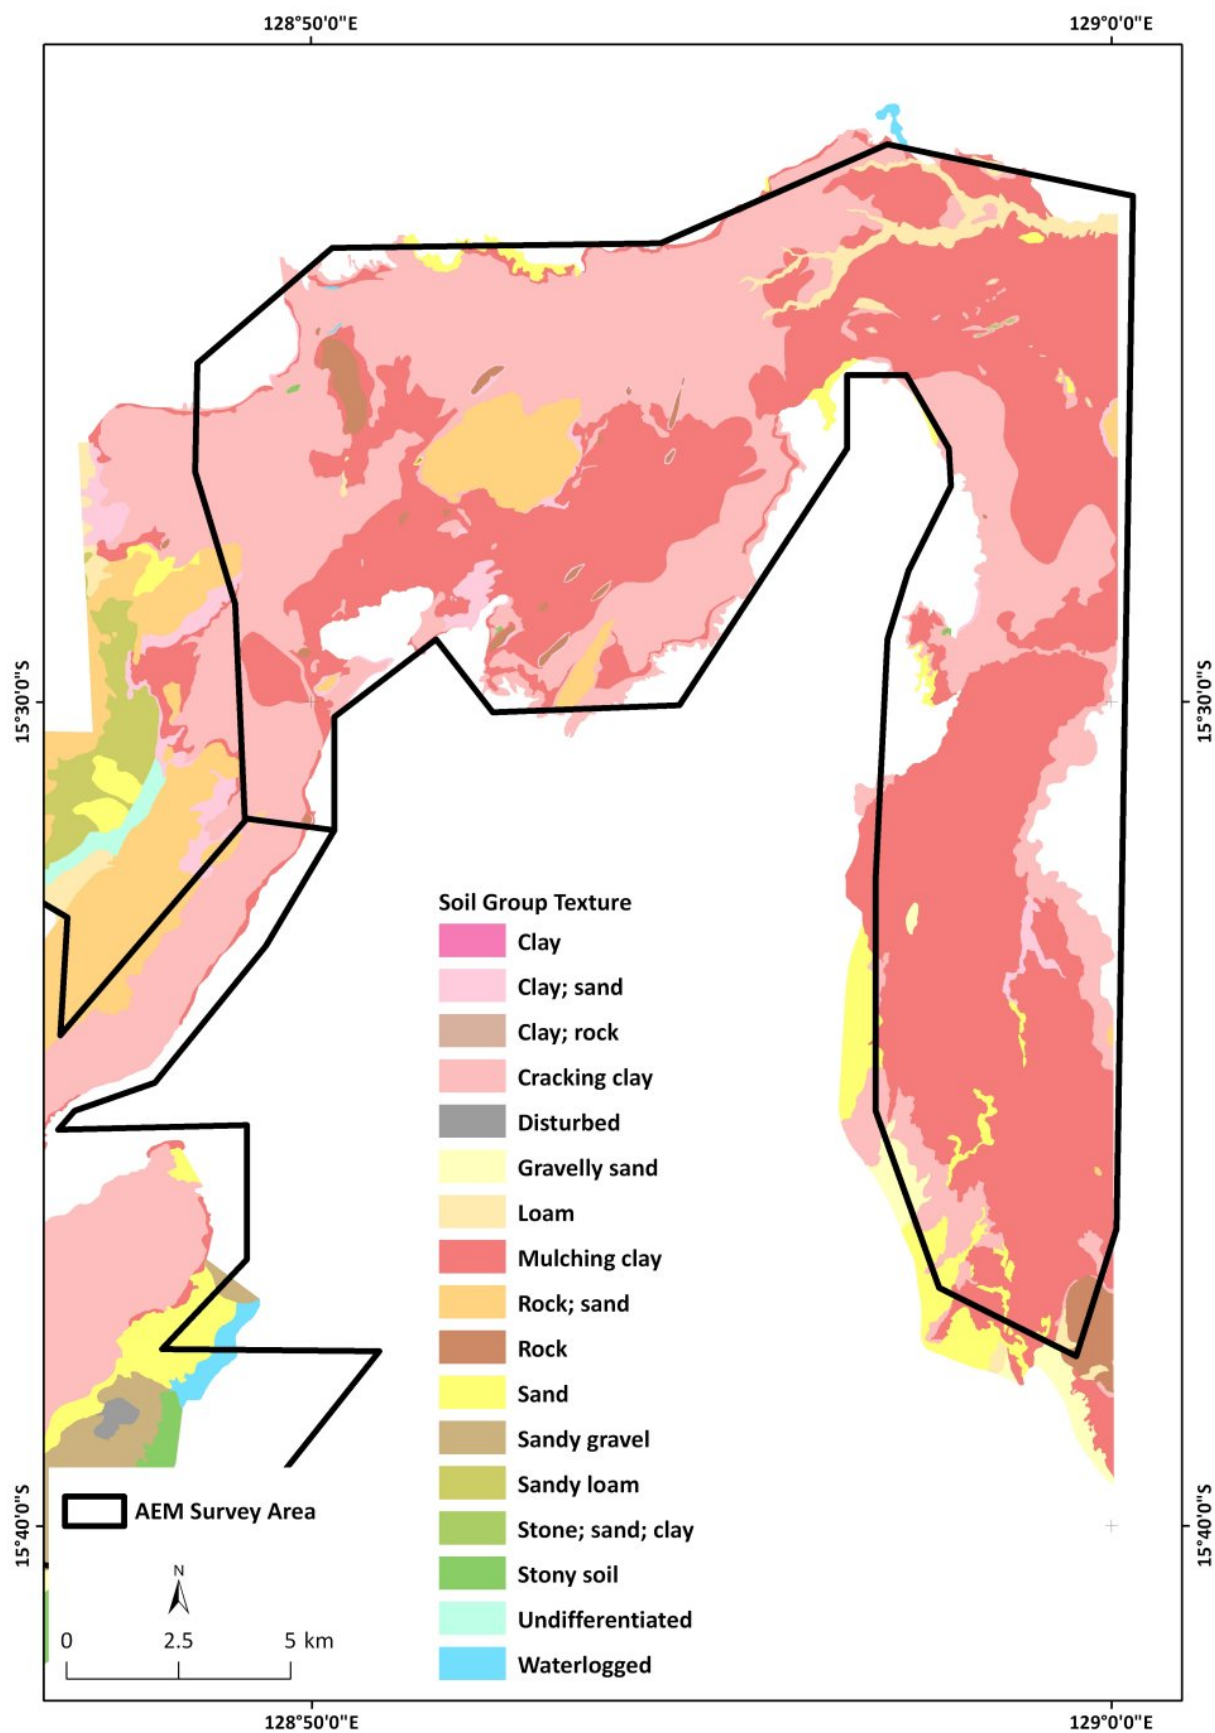 128°50'0"E 129°0'0"E
15°30'0"S 15°30'0"S
Soil Group Texture
Clay
Clay; sand
Clay; rock
Cracking clay
Disturbed
Gravelly sand
Loam
Mulching clay
Rock; sand
Rock
Sand
Sandy gravel
Sandy loam
Stone; sand; clay
Stony soil
Undifferentiated
Waterlogged
AEM Survey Area
15°40'0"S 15°40'0"S
N
0 2.5 5 km
128°50'0"E 129°0'0"E